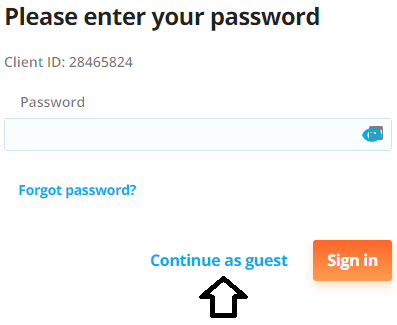 Please enter your password
Client ID: 28465824
Password
Forgot password?
Continue as guest
Sign in